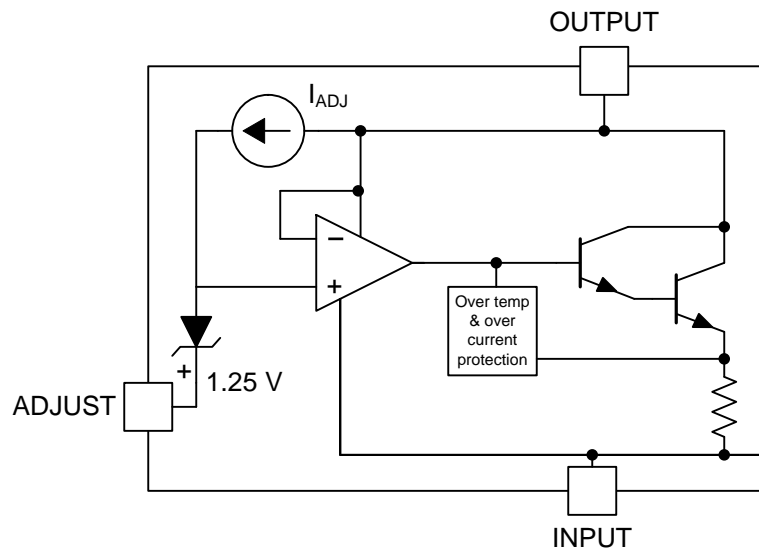 OUTPUT
IADJ
−
+
Over temp
& over
current
protection
+
1.25 V
ADJUST
INPUT